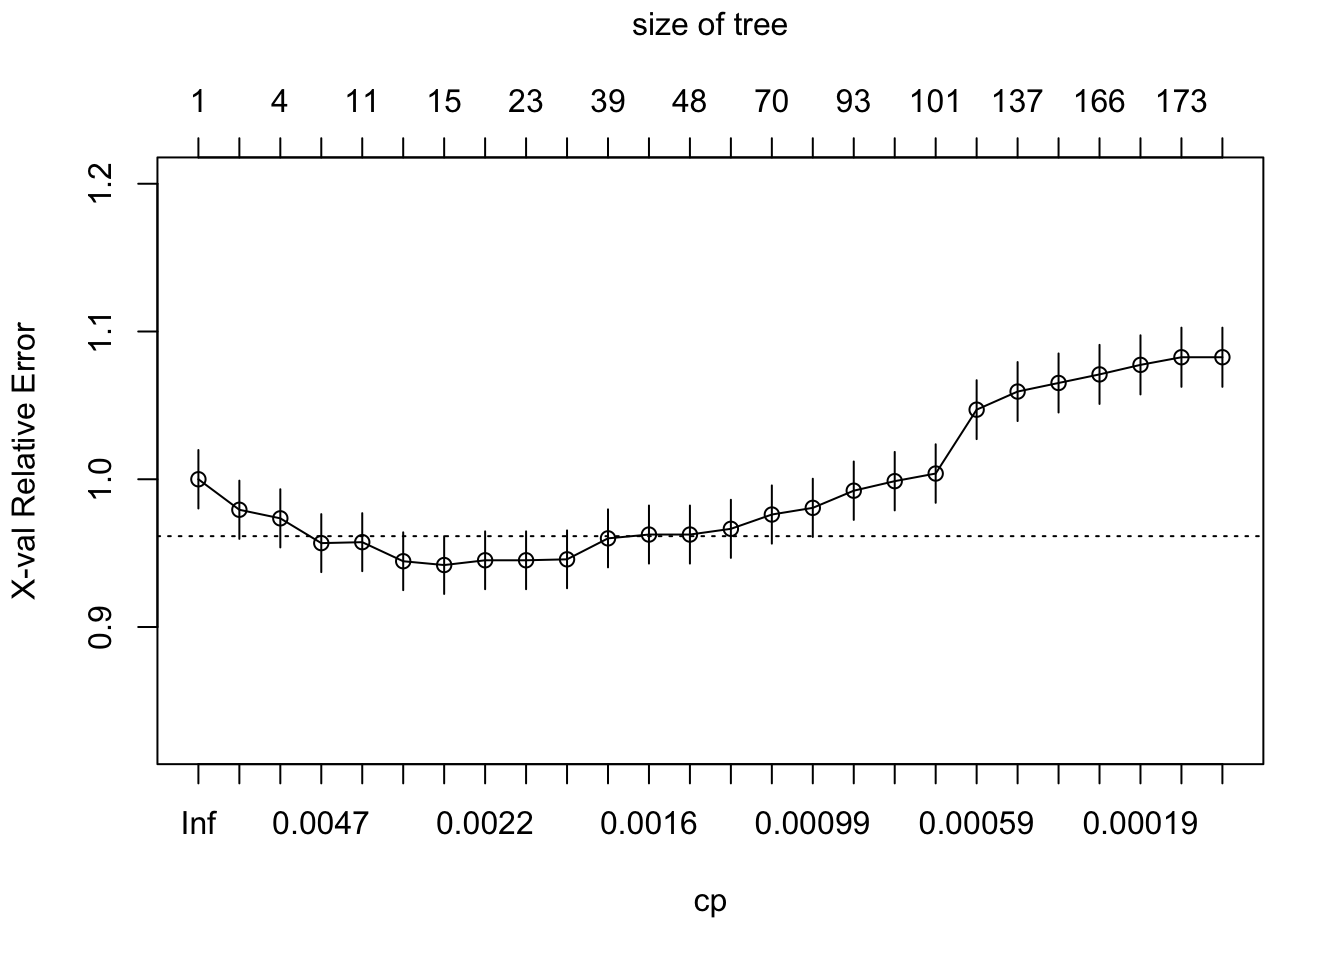 size of tree
1 4 11 15 23 39 48 70 93 101 137 166 173
1.2
1.1
1.0
0.9
X-val Relative Error
Inf 0.0047 0.0022 0.0016 0.00099 0.00059 0.00019
cp